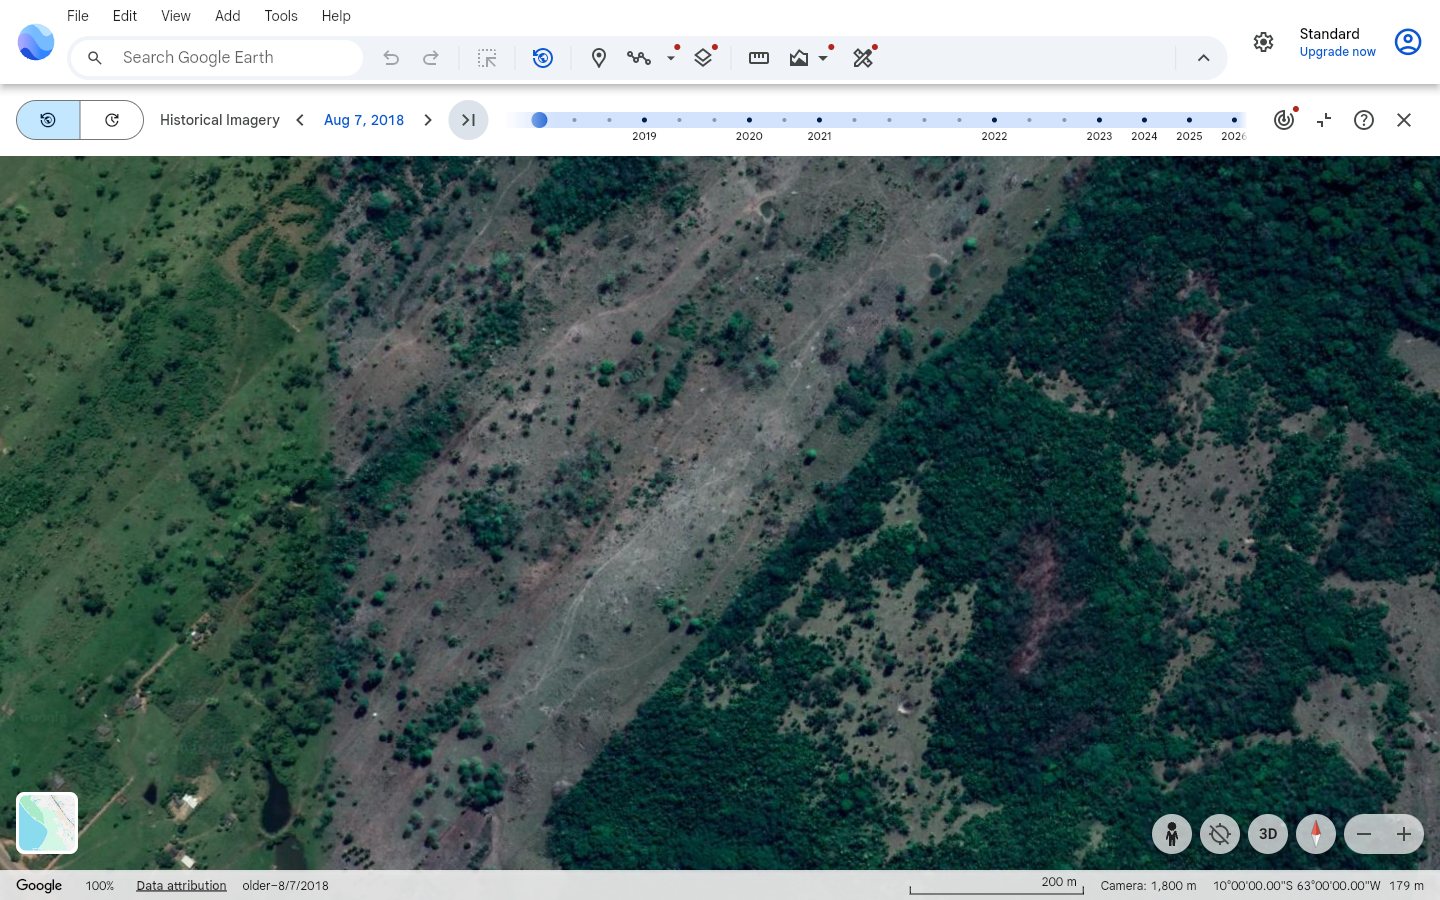 File Edit View Add Tools Help
Search Google Earth
Standard
Upgrade now
Historical Imagery
Aug 7, 2018
2019 2020 2021 2022 2023 2024 2025 2026
3D
Google 100% Data attribution older–8/7/2018 200 m Camera: 1,800 m 10°00'00.00"S 63°00'00.00"W 179 m